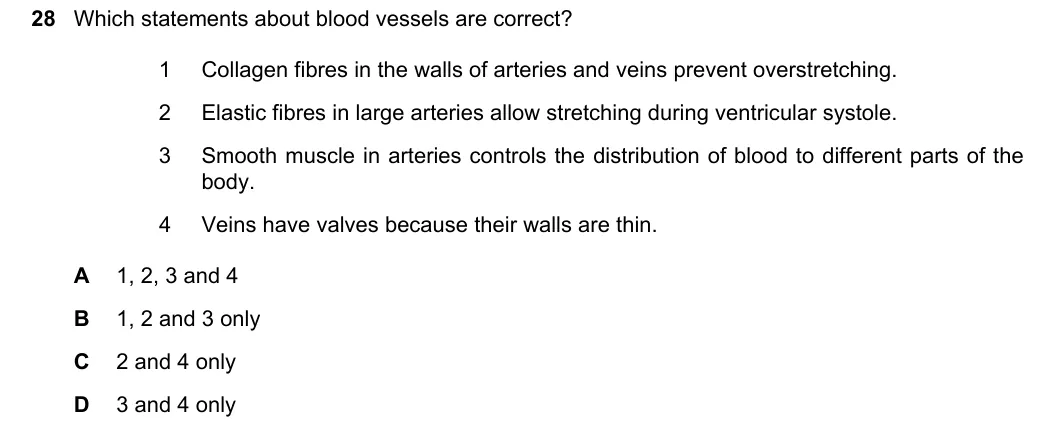 28 Which statements about blood vessels are correct?
1 Collagen fibres in the walls of arteries and veins prevent overstretching.
2 Elastic fibres in large arteries allow stretching during ventricular systole.
3 Smooth muscle in arteries controls the distribution of blood to different parts of the
body.
4 Veins have valves because their walls are thin.
A 1, 2, 3 and 4
B 1, 2 and 3 only
C 2 and 4 only
D 3 and 4 only